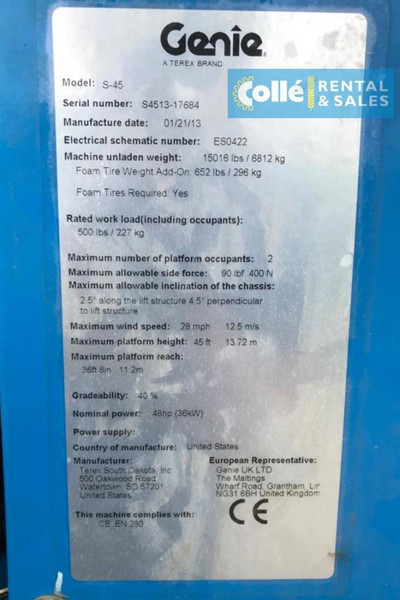 Genie
A TEREX BRAND
Collé RENTAL & SALES
Model: S-45
Serial number: S4513-17684
Manufacture date: 01/21/13
Electrical schematic number: ES0422
Machine unladen weight: 15016 lbs / 6812 kg
Foam Tire Weight Add-On: 652 lbs / 296 kg
Foam Tires Required: Yes
Rated work load(including occupants):
500 lbs / 227 kg
Maximum number of platform occupants: 2
Maximum allowable side force: 90 lbf 400 N
Maximum allowable inclination of the chassis:
2.5° along the lift structure 4.5° perpendicular
to lift structure
Maximum wind speed: 28 mph 12.5 m/s
Maximum platform height: 45 ft 13.72 m
Maximum platform reach:
36ft 8in 11.2m
Gradeability: 40 %
Nominal power: 48hp (36kW)
Power supply:
Country of manufacture: United States
Manufacturer:
Terex South Dakota, Inc
500 Oakwood Road
Watertown, SD 57201
United States
European Representative:
Genie UK LTD
The Maltings
Wharf Road, Grantham, Lin
NG31 6BH United Kingdom
This machine complies with:
CE, EN 280
CE